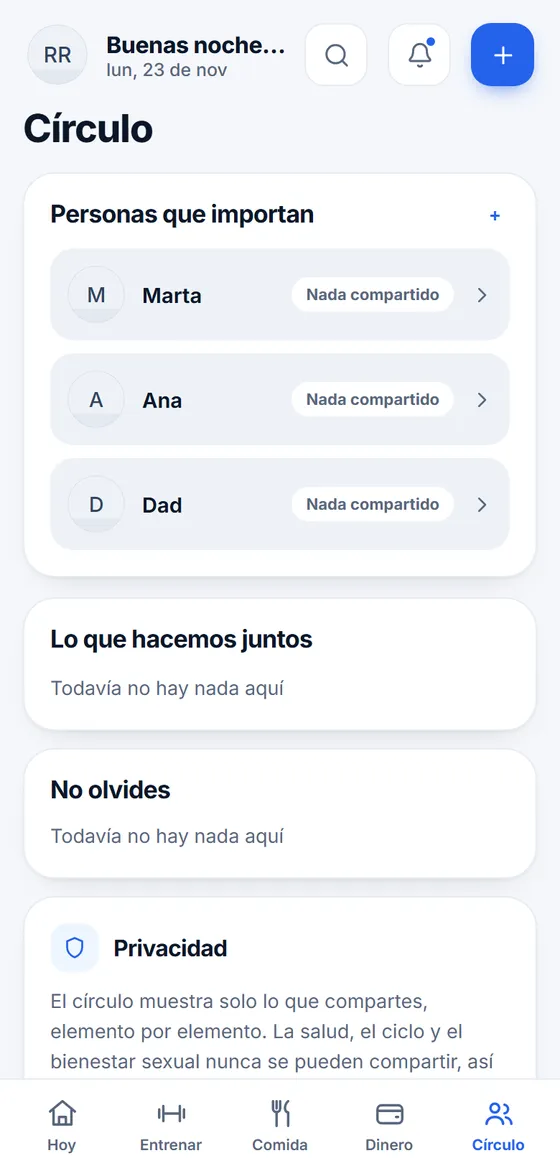 RR
Buenas noche...
lun, 23 de nov
+
Círculo
Personas que importan
+
M
Marta
Nada compartido
A
Ana
Nada compartido
D
Dad
Nada compartido
Lo que hacemos juntos
Todavía no hay nada aquí
No olvides
Todavía no hay nada aquí
Privacidad
El círculo muestra solo lo que compartes,
elemento por elemento. La salud, el ciclo y el
bienestar sexual nunca se pueden compartir, así
Hoy
Entrenar
Comida
Dinero
Círculo